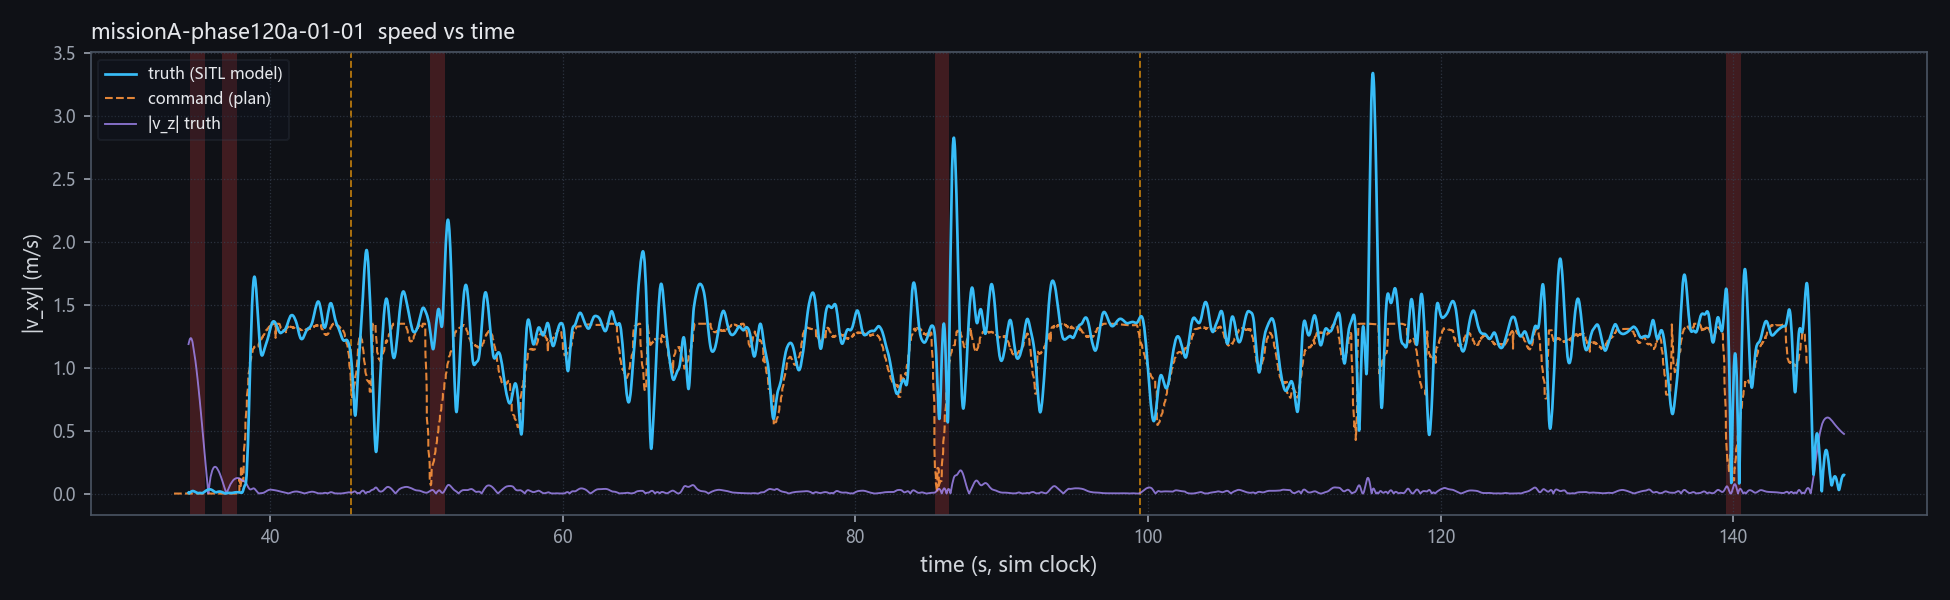 missionA-phase120a-01-01  speed vs time
truth (SITL model)
command (plan)
|v_z| truth
|v_xy| (m/s)
3.5
3.0
2.5
2.0
1.5
1.0
0.5
0.0
40 60 80 100 120 140
time (s, sim clock)